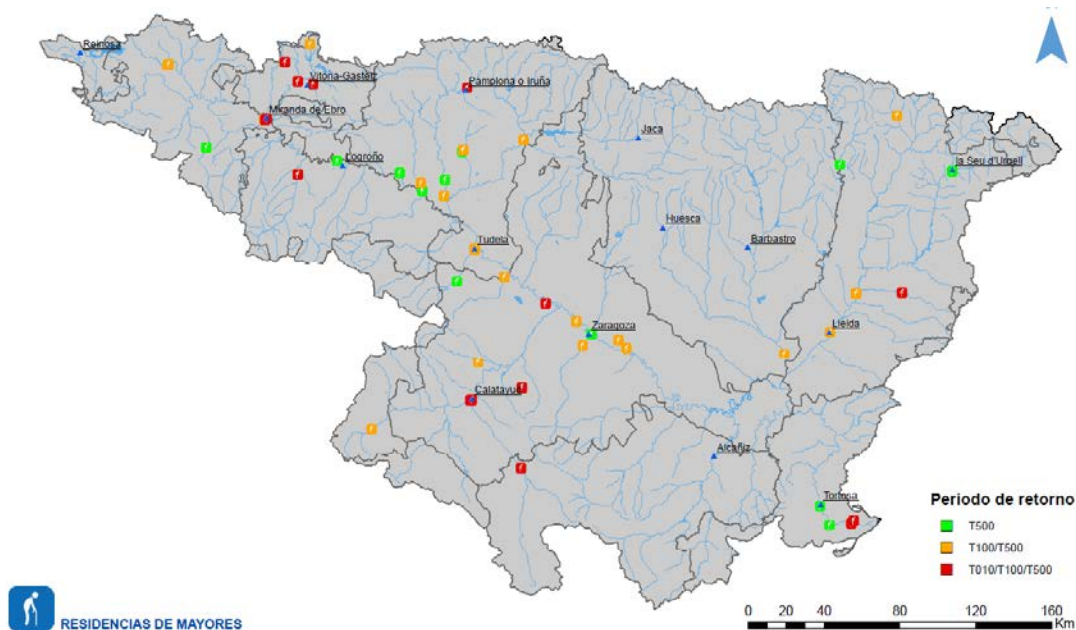 Reinosa
Vitoria-Gasteiz
Pamplona o Iruña
Miranda de Ebro
Jaca
Logroño
la Seu d'Urgell
Huesca
Barbastro
Tudela
Zaragoza
Lleida
Calatayud
Alcañiz
Tortosa
Periodo de retorno
T500
T100/T500
T010/T100/T500
RESIDENCIAS DE MAYORES
0 20 40 80 120 160
Km